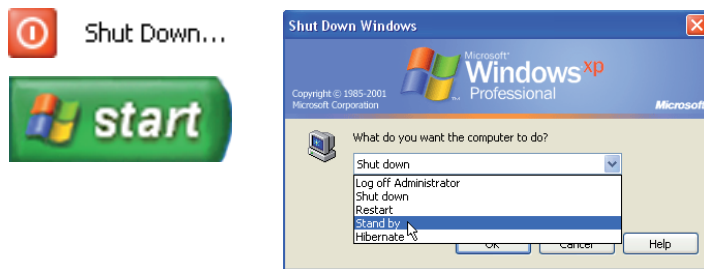 Shut Down...
start
Shut Down Windows
Copyright © 1985-2001
Microsoft Corporation
Microsoft
Windows xp
Professional
Microsoft
What do you want the computer to do?
Shut down
Log off Administrator
Shut down
Restart
Stand by
Hibernate
OK
Cancel
Help